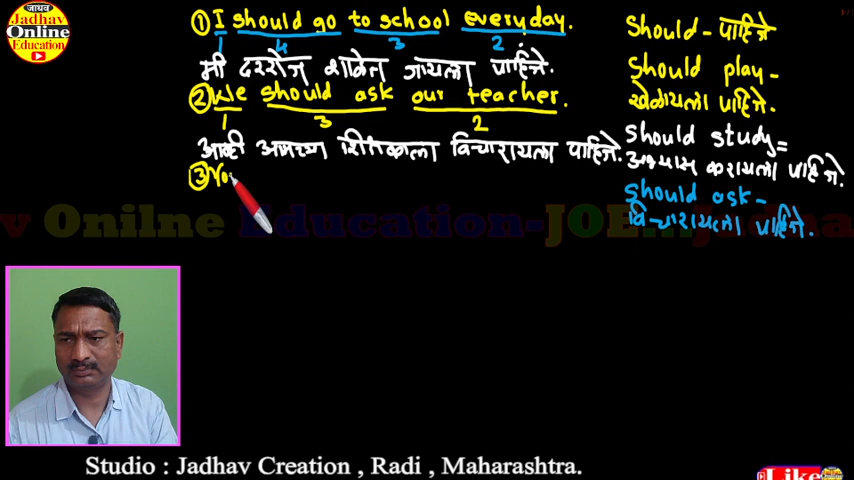 जाधव
Jadhav
Online
Education
① I should go to school everyday.
1 4 3 2
मी दररोज शाळेत जायला पाहिजे.
② We should ask our teacher.
1 3 2
आम्ही आमच्या शिक्षकाला विचारायला पाहिजे.
③ Yo
Should - पाहिजे
Should play -
खेळायला पाहिजे.
Should study =
अभ्यास करायला पाहिजे.
Should ask -
विचारायला पाहिजे.
Onilne Education-JOE
Studio : Jadhav Creation , Radi , Maharashtra.
Like